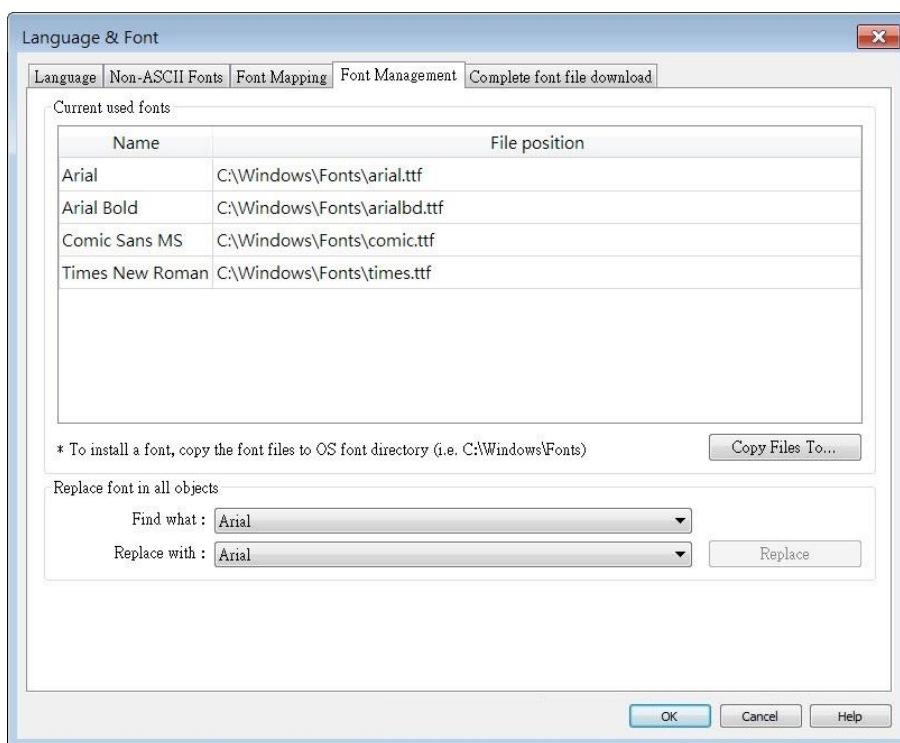 Language & Font
Language Non-ASCII Fonts Font Mapping Font Management Complete font file download
Current used fonts
Name File position
Arial C:\Windows\Fonts\arial.ttf
Arial Bold C:\Windows\Fonts\arialbd.ttf
Comic Sans MS C:\Windows\Fonts\comic.ttf
Times New Roman C:\Windows\Fonts\times.ttf
* To install a font, copy the font files to OS font directory (i.e. C:\Windows\Fonts) Copy Files To...
Replace font in all objects
Find what : Arial
Replace with : Arial Replace
OK Cancel Help